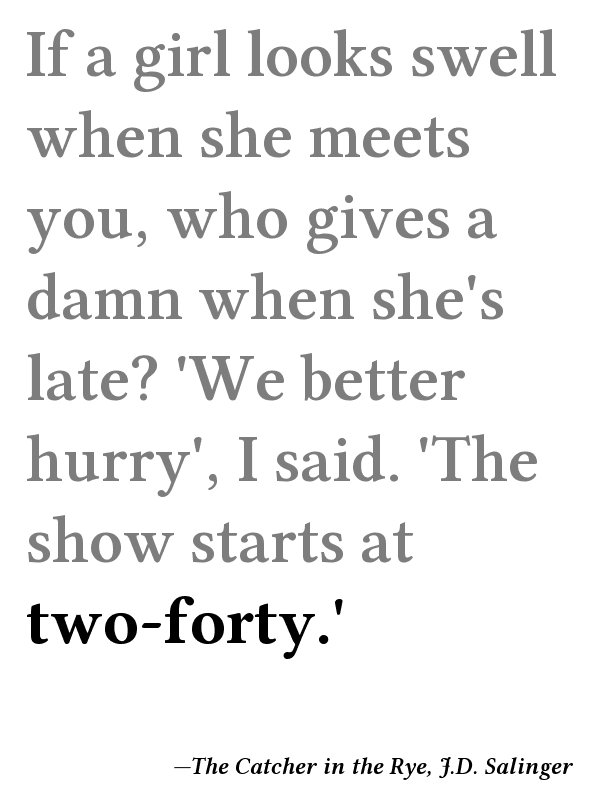 If a girl looks swell
when she meets
you, who gives a
damn when she's
late? 'We better
hurry', I said. 'The
show starts at
two-forty.'
—The Catcher in the Rye, J.D. Salinger